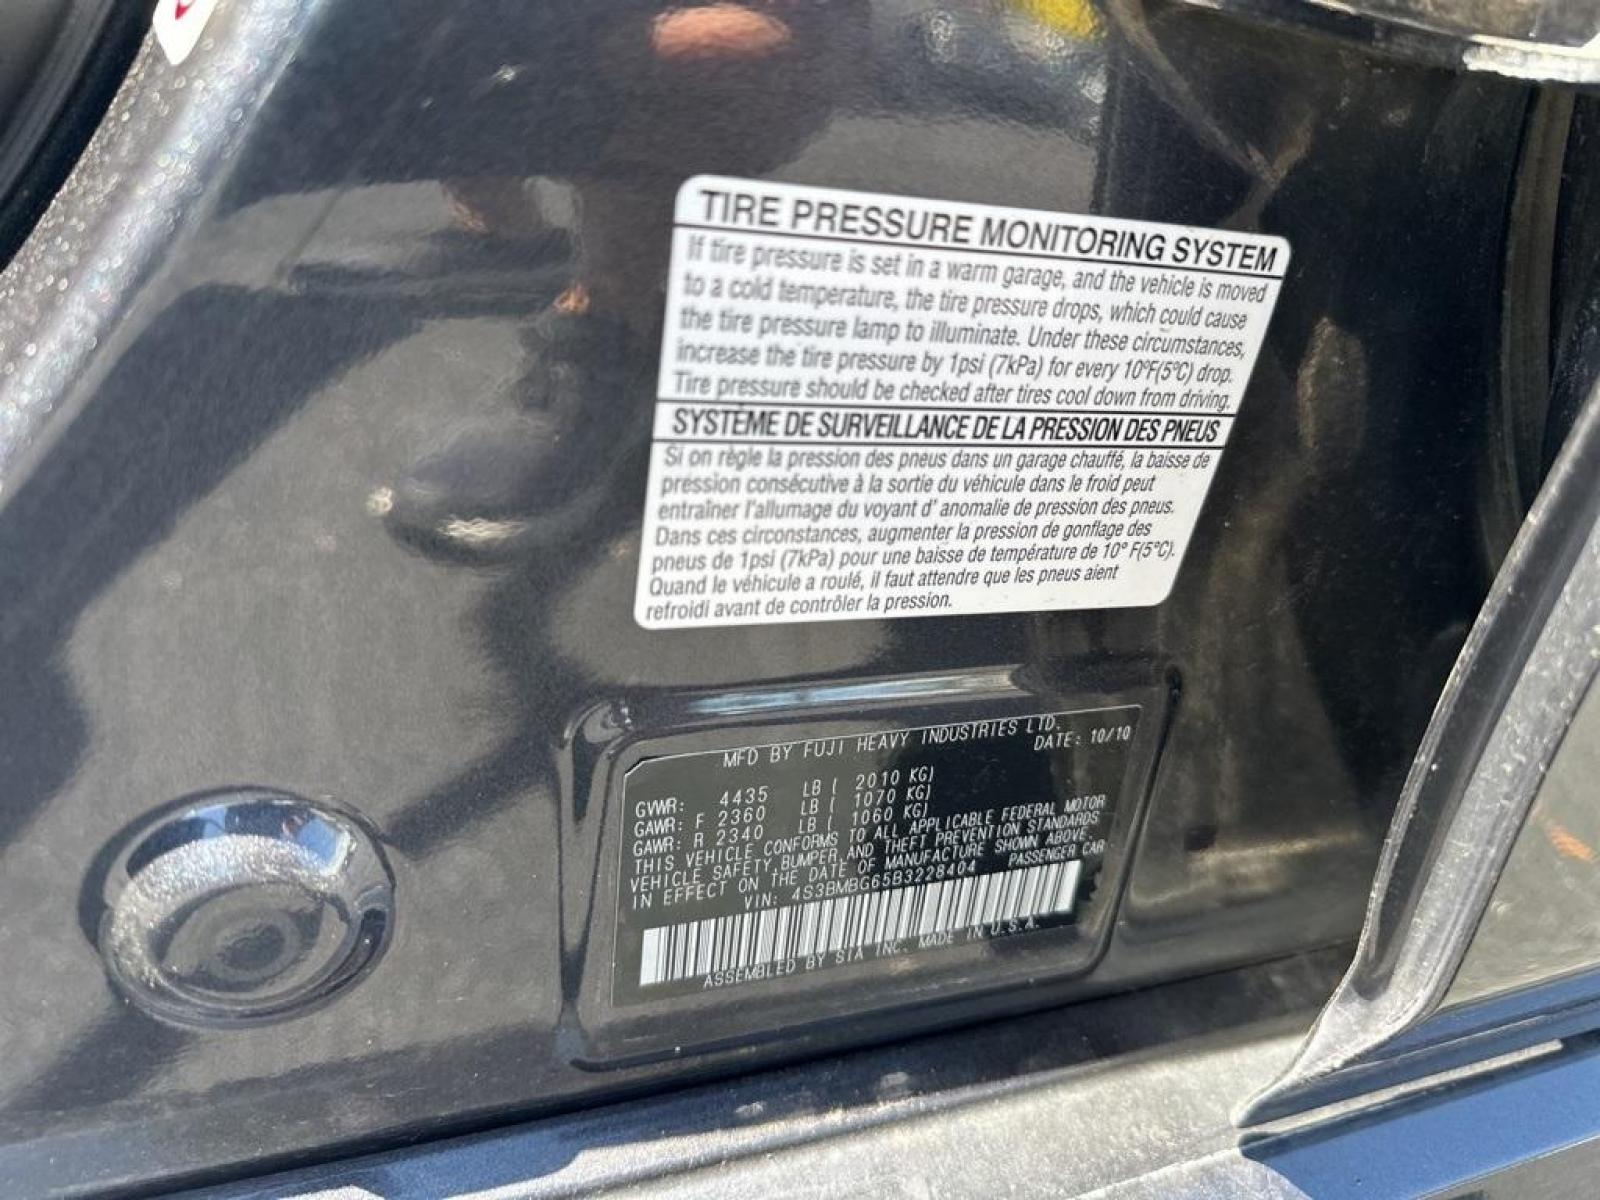 TIRE PRESSURE MONITORING SYSTEM
If tire pressure is set in a warm garage, and the vehicle is moved
to a cold temperature, the tire pressure drops, which could cause
the tire pressure lamp to illuminate. Under these circumstances,
increase the tire pressure by 1psi (7kPa) for every 10°F(5°C) drop.
Tire pressure should be checked after tires cool down from driving.
SYSTÈME DE SURVEILLANCE DE LA PRESSION DES PNEUS
Si on règle la pression des pneus dans un garage chauffé, la baisse de
pression consécutive à la sortie du véhicule dans le froid peut
entraîner l'allumage du voyant d' anomalie de pression des pneus.
Dans ces circonstances, augmenter la pression de gonflage des
pneus de 1psi (7kPa) pour une baisse de température de 10° F(5°C).
Quand le véhicule a roulé, il faut attendre que les pneus aient
refroidi avant de contrôler la pression.
MFD BY FUJI HEAVY INDUSTRIES LTD.
DATE: 10/10
GVWR: 4435 LB ( 2010 KG)
GAWR: F 2360 LB ( 1070 KG)
GAWR: R 2340 LB ( 1060 KG)
THIS VEHICLE CONFORMS TO ALL APPLICABLE FEDERAL MOTOR
VEHICLE SAFETY, BUMPER, AND THEFT PREVENTION STANDARDS
IN EFFECT ON THE DATE OF MANUFACTURE SHOWN ABOVE.
VIN: 4S3BMBG65B3228404 PASSENGER CAR
ASSEMBLED BY SIA INC. MADE IN U.S.A.